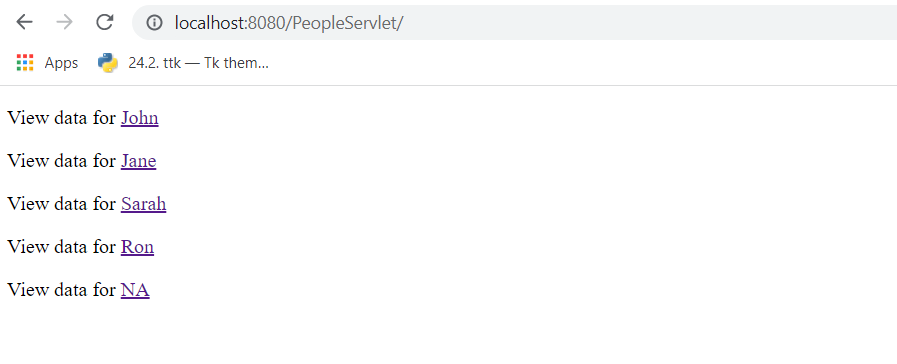 localhost:8080/PeopleServlet/
Apps 24.2. ttk — Tk them...
View data for John
View data for Jane
View data for Sarah
View data for Ron
View data for NA